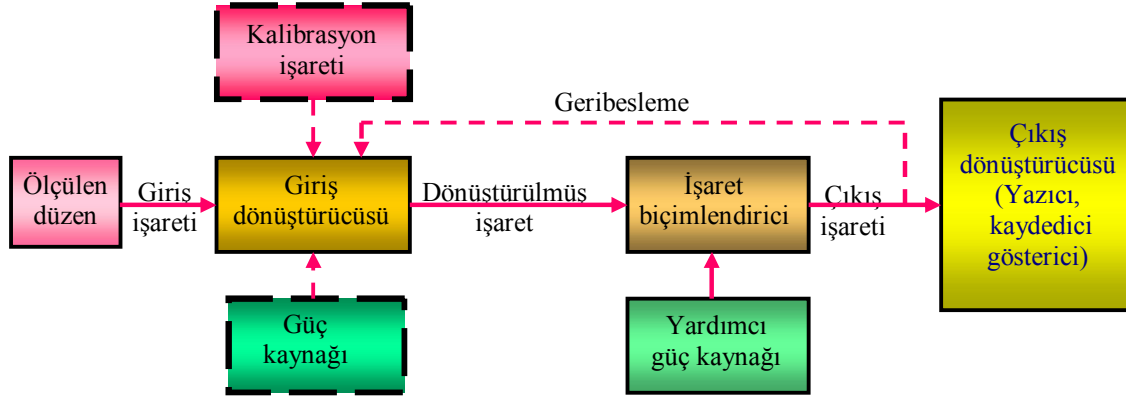 Kalibrasyon
işareti
Geribesleme
Ölçülen
düzen
Giriş
işareti
Giriş
dönüştürücüsü
Dönüştürülmüş
işaret
İşaret
biçimlendirici
Çıkış
işareti
Çıkış
dönüştürücüsü
(Yazıcı,
kaydedici
gösterici)
Güç
kaynağı
Yardımcı
güç kaynağı